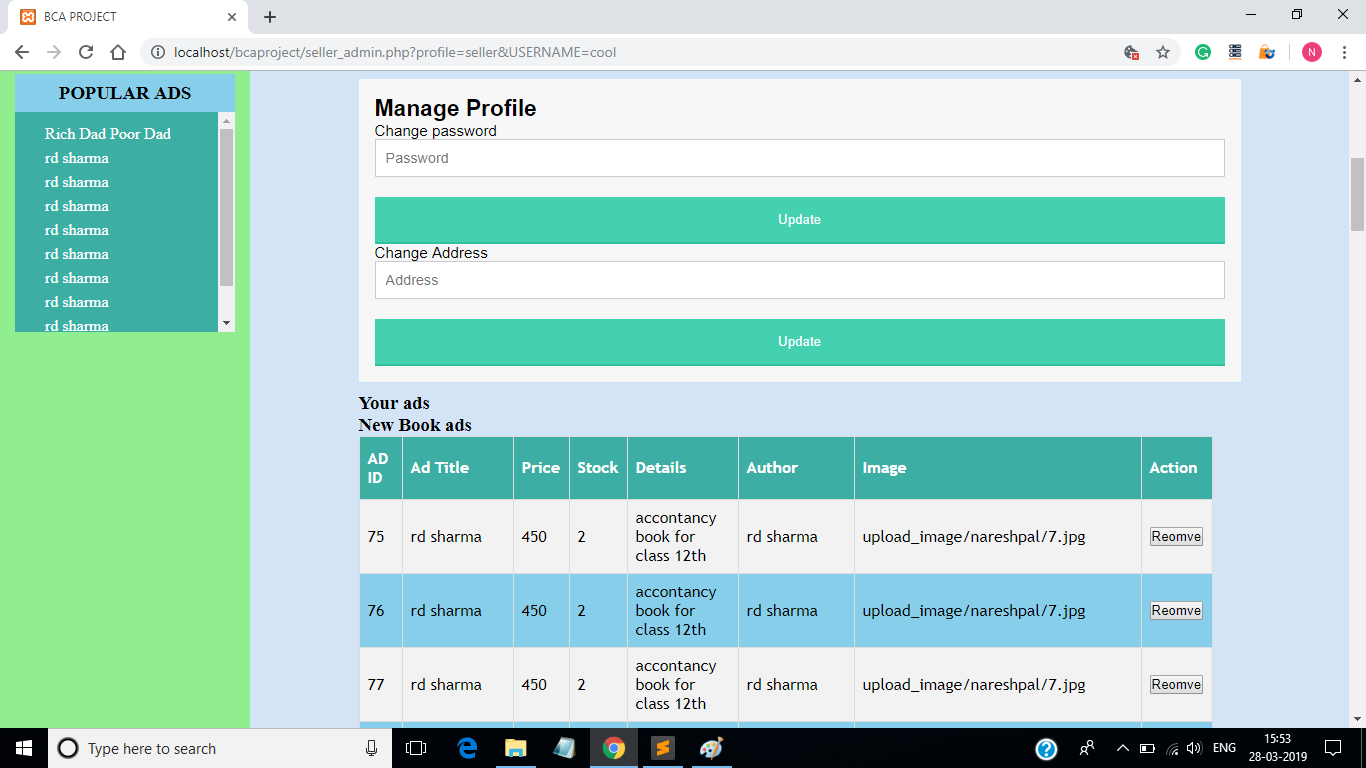 BCA PROJECT
localhost/bcaproject/seller_admin.php?profile=seller&USERNAME=cool
N
POPULAR ADS
Rich Dad Poor Dad
rd sharma
rd sharma
rd sharma
rd sharma
rd sharma
rd sharma
rd sharma
rd sharma
Manage Profile
Change password
Password
Update
Change Address
Address
Update
Your ads
New Book ads
AD ID Ad Title Price Stock Details Author Image Action
75 rd sharma 450 2 accontancy book for class 12th rd sharma upload_image/nareshpal/7.jpg Reomve
76 rd sharma 450 2 accontancy book for class 12th rd sharma upload_image/nareshpal/7.jpg Reomve
77 rd sharma 450 2 accontancy book for class 12th rd sharma upload_image/nareshpal/7.jpg Reomve
Type here to search
ENG
15:53
28-03-2019